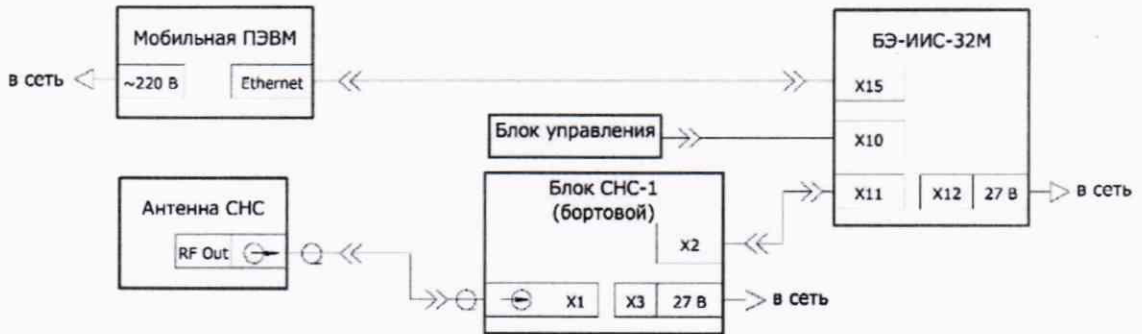 Мобильная ПЭВМ
в сеть
~220 В
Ethernet
БЭ-ИИС-32М
X15
Блок управления
X10
X11
X12
27 В
в сеть
Антенна СНС
RF Out
Блок СНС-1
(бортовой)
X2
X1
X3
27 В
в сеть